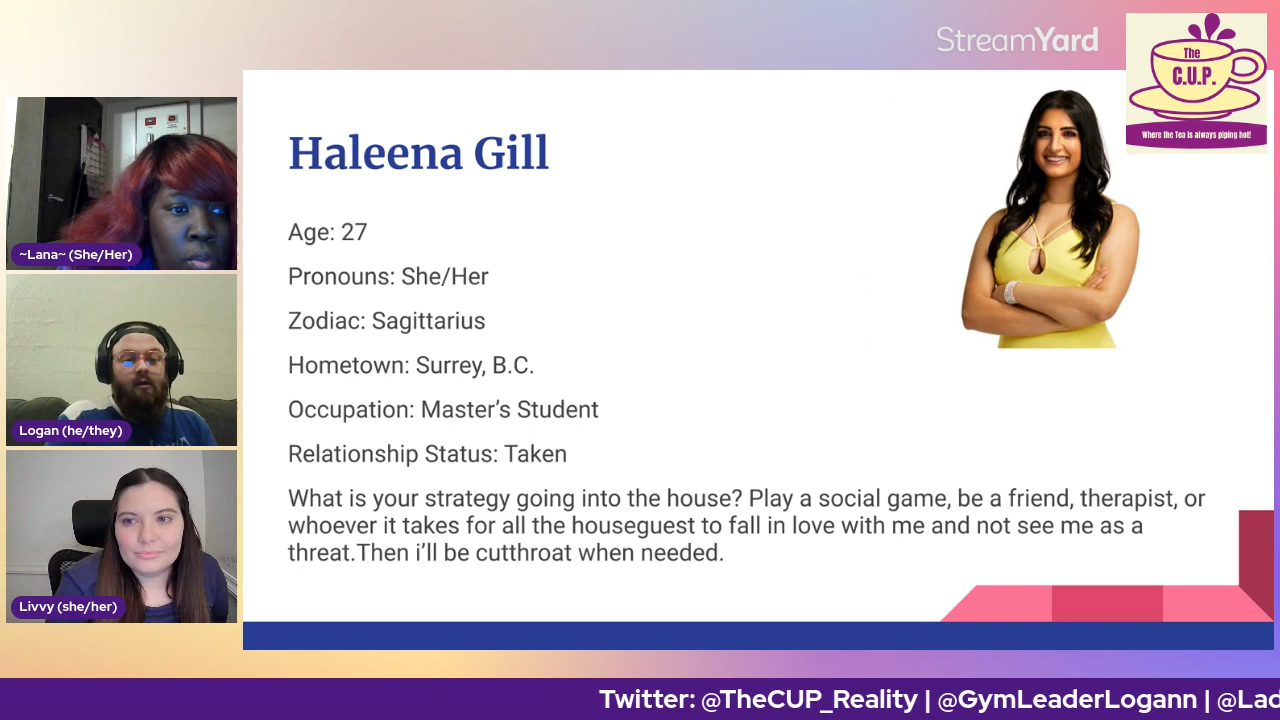 StreamYard
The
C.U.P.
Where the Tea is always piping hot!
~Lana~ (She/Her)
Logan (he/they)
Livvy (she/her)
Haleena Gill
Age: 27
Pronouns: She/Her
Zodiac: Sagittarius
Hometown: Surrey, B.C.
Occupation: Master's Student
Relationship Status: Taken
What is your strategy going into the house? Play a social game, be a friend, therapist, or
whoever it takes for all the houseguest to fall in love with me and not see me as a
threat.Then i'll be cutthroat when needed.
Twitter: @TheCUP_Reality | @GymLeaderLogann | @Lad